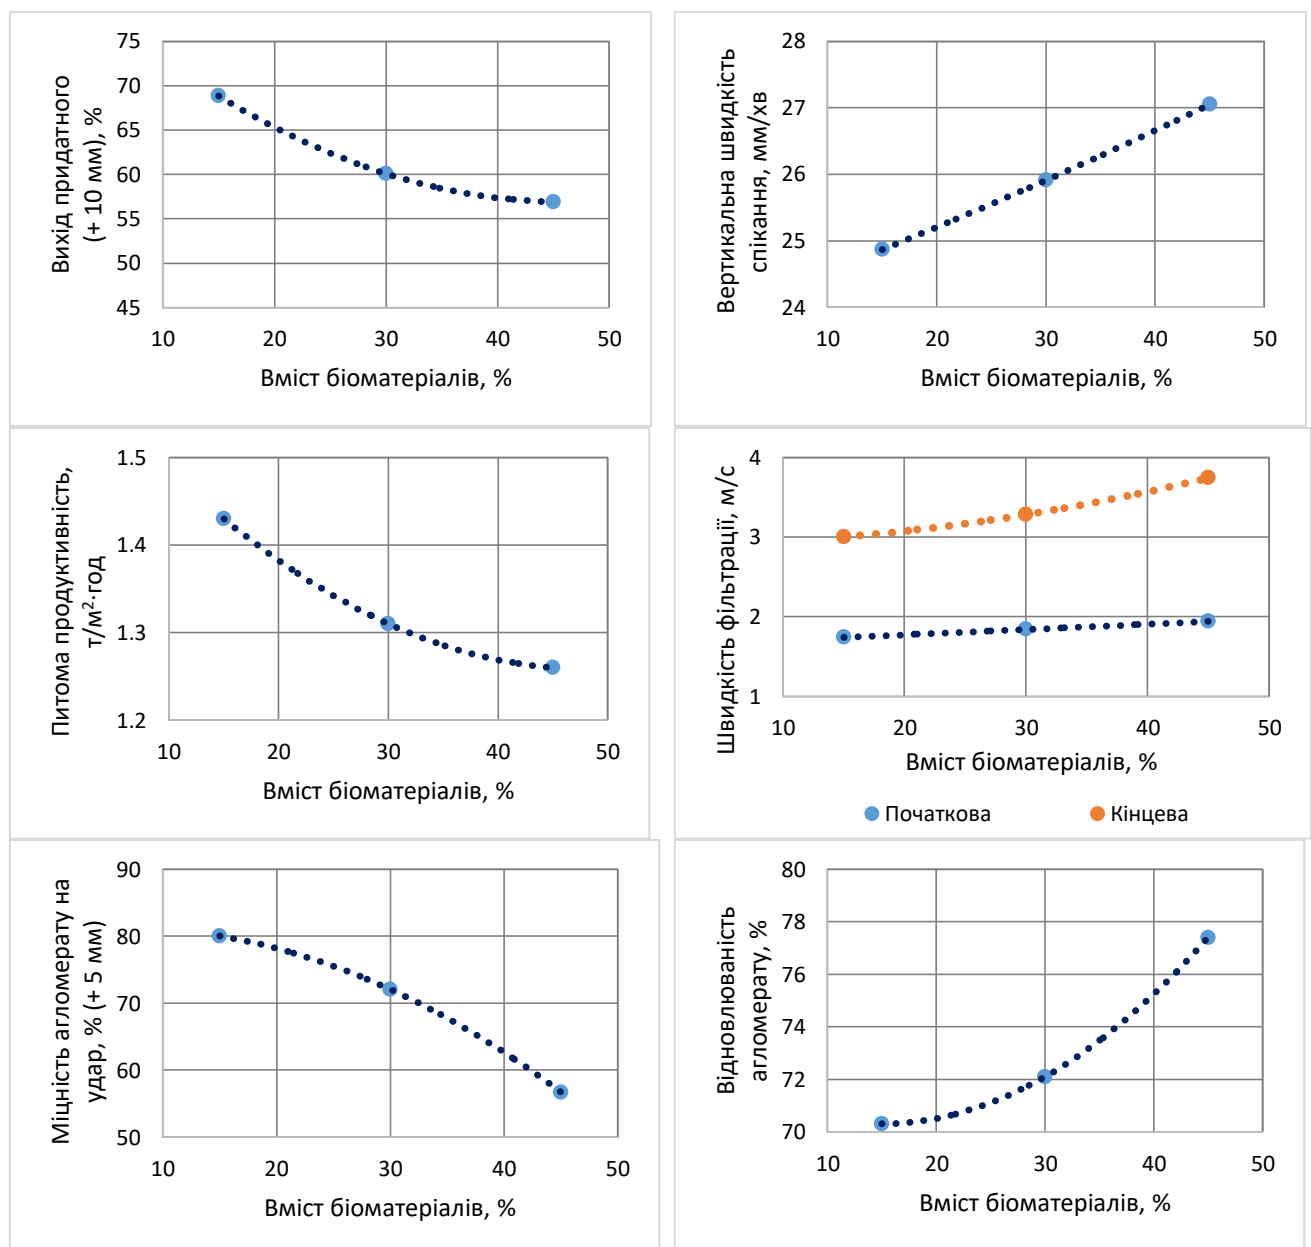 Вихід придатного
(+ 10 мм), %
75
70
65
60
55
50
45
10 20 30 40 50
Вміст біоматеріалів, %
Вертикальна швидкість
спікання, мм/хв
28
27
26
25
24
10 20 30 40 50
Вміст біоматеріалів, %
Питома продуктивність,
т/м²·год
1.5
1.4
1.3
1.2
10 20 30 40 50
Вміст біоматеріалів, %
Швидкість фільтрації, м/с
4
3
2
1
10 20 30 40 50
Вміст біоматеріалів, %
Початкова Кінцева
Міцність агломерату на
удар, % (+ 5 мм)
90
80
70
60
50
10 20 30 40 50
Вміст біоматеріалів, %
Відновлюваність
агломерату, %
80
78
76
74
72
70
10 20 30 40 50
Вміст біоматеріалів, %